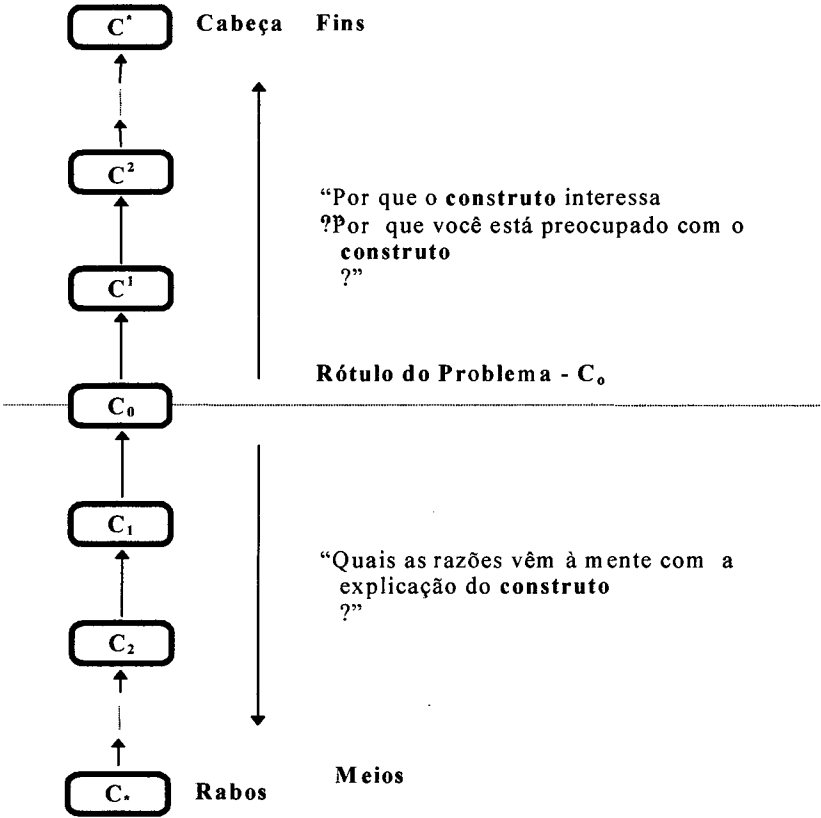 C* Cabeça Fins
C²
“Por que o construto interessa
?Por que você está preocupado com o
construto
?”
C¹
Rótulo do Problema - C₀
C₀
C₁
“Quais as razões vêm à mente com a
explicação do construto
?”
C₂
Meios
C* Rabos